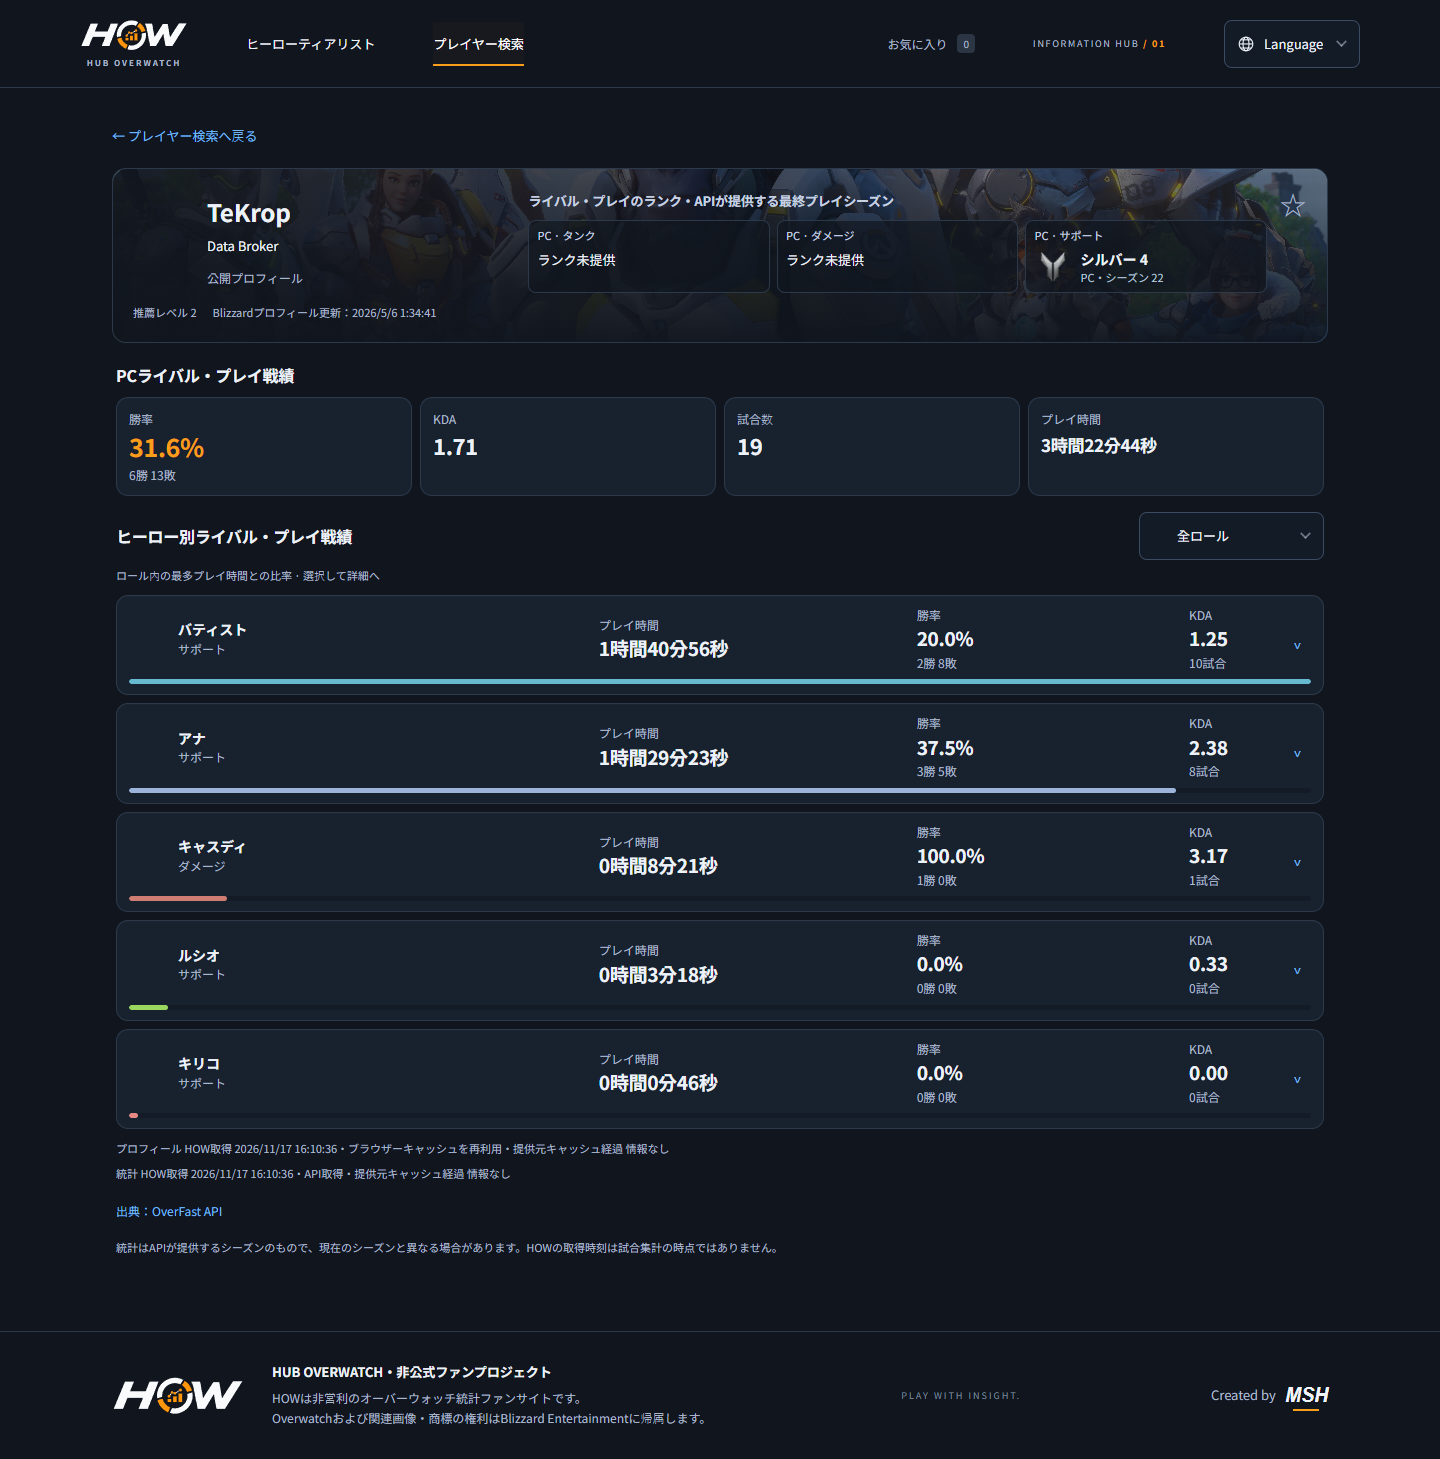 HOW
HUB OVERWATCH
ヒーローティアリスト
プレイヤー検索
お気に入り 0
INFORMATION HUB / 01
Language
← プレイヤー検索へ戻る
TeKrop
Data Broker
公開プロフィール
推薦レベル 2 Blizzardプロフィール更新：2026/5/6 1:34:41
ライバル・プレイのランク・APIが提供する最終プレイシーズン
PC · タンク
ランク未提供
PC · ダメージ
ランク未提供
PC · サポート
シルバー 4
PC · シーズン 22
PCライバル・プレイ戦績
勝率
31.6%
6勝 13敗
KDA
1.71
試合数
19
プレイ時間
3時間22分44秒
ヒーロー別ライバル・プレイ戦績
全ロール
ロール内の最多プレイ時間との比率 · 選択して詳細へ
バティスト
サポート
プレイ時間
1時間40分56秒
勝率
20.0%
2勝 8敗
KDA
1.25
10試合
v
アナ
サポート
プレイ時間
1時間29分23秒
勝率
37.5%
3勝 5敗
KDA
2.38
8試合
v
キャスディ
ダメージ
プレイ時間
0時間8分21秒
勝率
100.0%
1勝 0敗
KDA
3.17
1試合
v
ルシオ
サポート
プレイ時間
0時間3分18秒
勝率
0.0%
0勝 0敗
KDA
0.33
0試合
v
キリコ
サポート
プレイ時間
0時間0分46秒
勝率
0.0%
0勝 0敗
KDA
0.00
0試合
v
プロフィール HOW取得 2026/11/17 16:10:36・ブラウザーキャッシュを再利用・提供元キャッシュ経過 情報なし
統計 HOW取得 2026/11/17 16:10:36・API取得・提供元キャッシュ経過 情報なし
出典：OverFast API
統計はAPIが提供するシーズンのもので、現在のシーズンと異なる場合があります。HOWの取得時刻は試合集計の時点ではありません。
HOW
HUB OVERWATCH・非公式ファンプロジェクト
HOWは非営利のオーバーウォッチ統計ファンサイトです。
Overwatchおよび関連画像・商標の権利はBlizzard Entertainmentに帰属します。
PLAY WITH INSIGHT.
Created by MSH